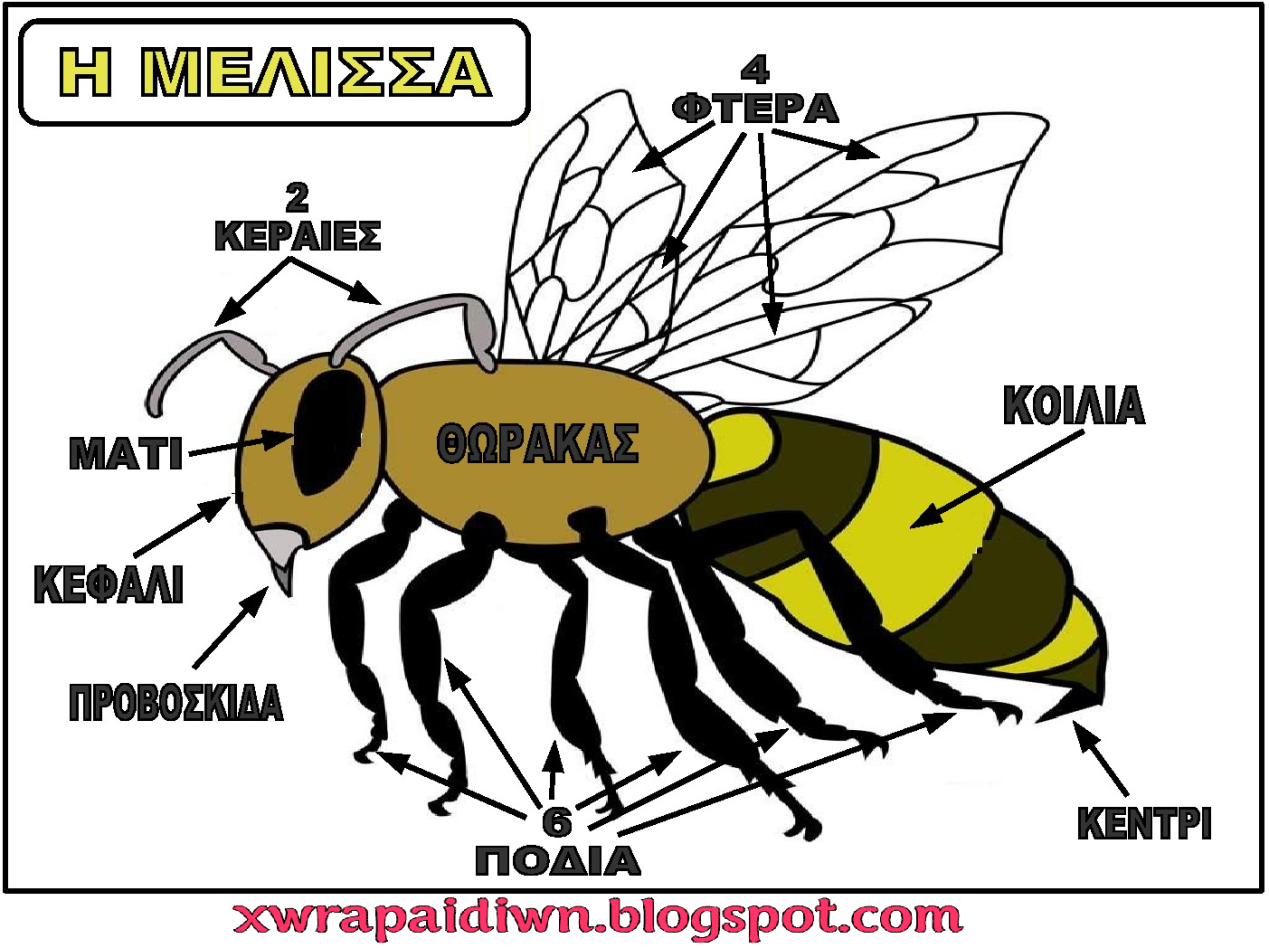 Η ΜΕΛΙΣΣΑ
4
ΦΤΕΡΑ
2
ΚΕΡΑΙΕΣ
ΚΟΙΛΙΑ
ΘΩΡΑΚΑΣ
ΜΑΤΙ
ΚΕΦΑΛΙ
ΠΡΟΒΟΣΚΙΔΑ
6
ΠΟΔΙΑ
ΚΕΝΤΡΙ
xwrapaidiwn.blogspot.com